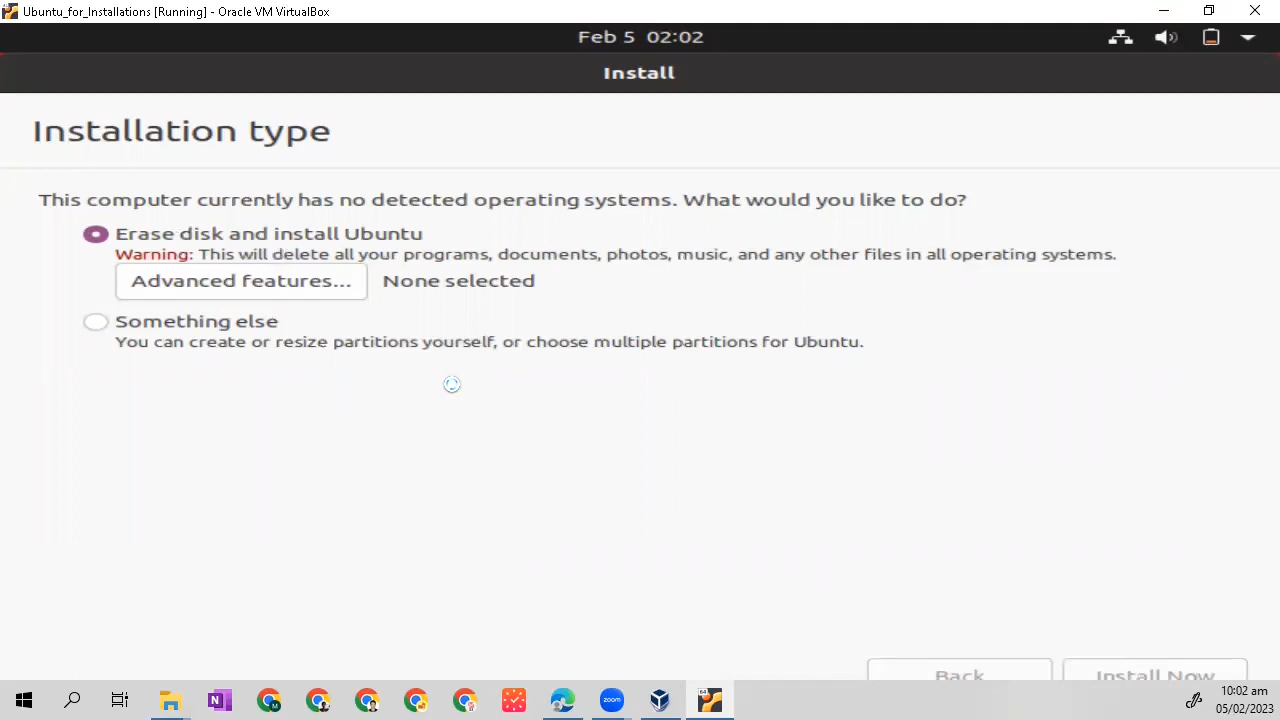 Ubuntu_for_Installations [Running] - Oracle VM VirtualBox
Feb 5 02:02
Install
Installation type
This computer currently has no detected operating systems. What would you like to do?
Erase disk and install Ubuntu
Warning: This will delete all your programs, documents, photos, music, and any other files in all operating systems.
Advanced features... None selected
Something else
You can create or resize partitions yourself, or choose multiple partitions for Ubuntu.
Back Install Now
zoom
64
10:02 am
05/02/2023